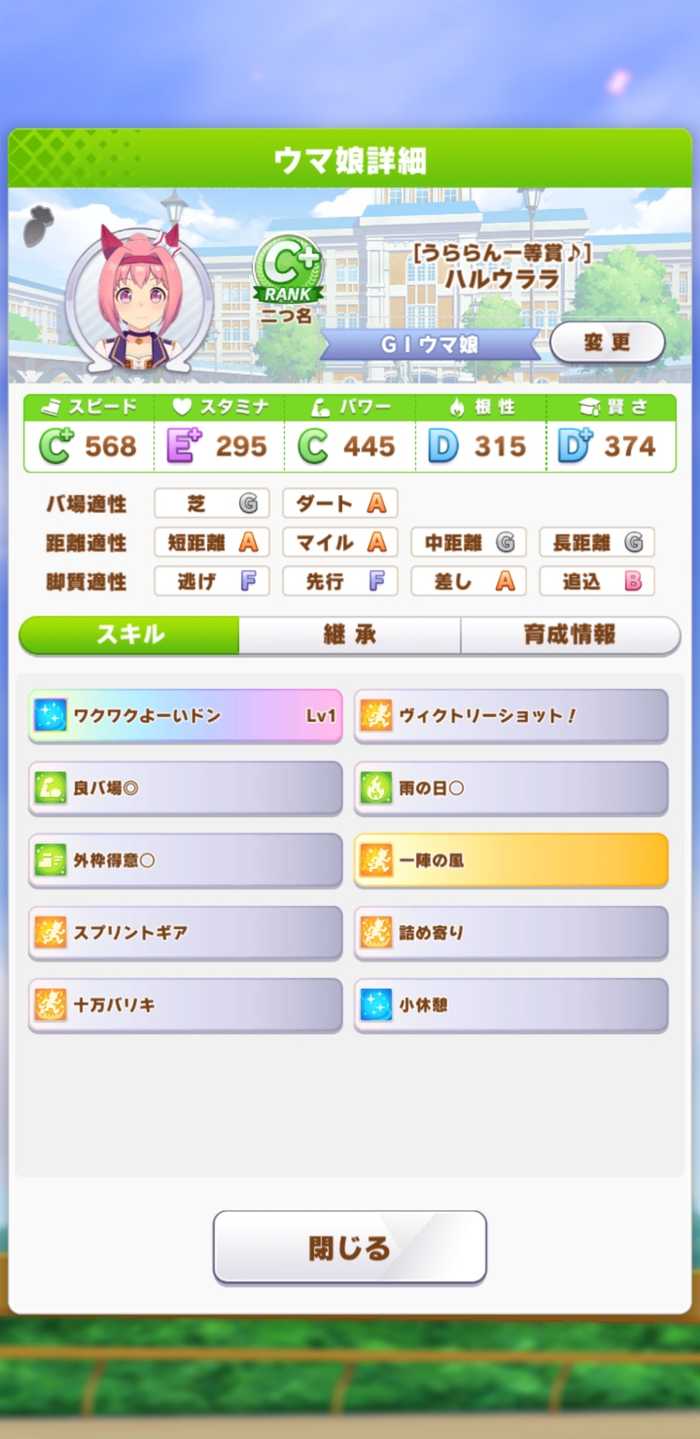 ウマ娘詳細
C+
RANK
二つ名
[うららん一等賞♪]
ハルウララ
GⅠウマ娘
変更
スピード スタミナ パワー 根性 賢さ
C+ 568 E+ 295 C 445 D 315 D+ 374
バ場適性 芝 G ダート A
距離適性 短距離 A マイル A 中距離 G 長距離 G
脚質適性 逃げ F 先行 F 差し A 追込 B
スキル 継承 育成情報
ワクワクよーいドン Lv1 ヴィクトリーショット!
良バ場◎ 雨の日○
外枠得意○ 一陣の風
スプリントギア 詰め寄り
十万バリキ 小休憩
閉じる